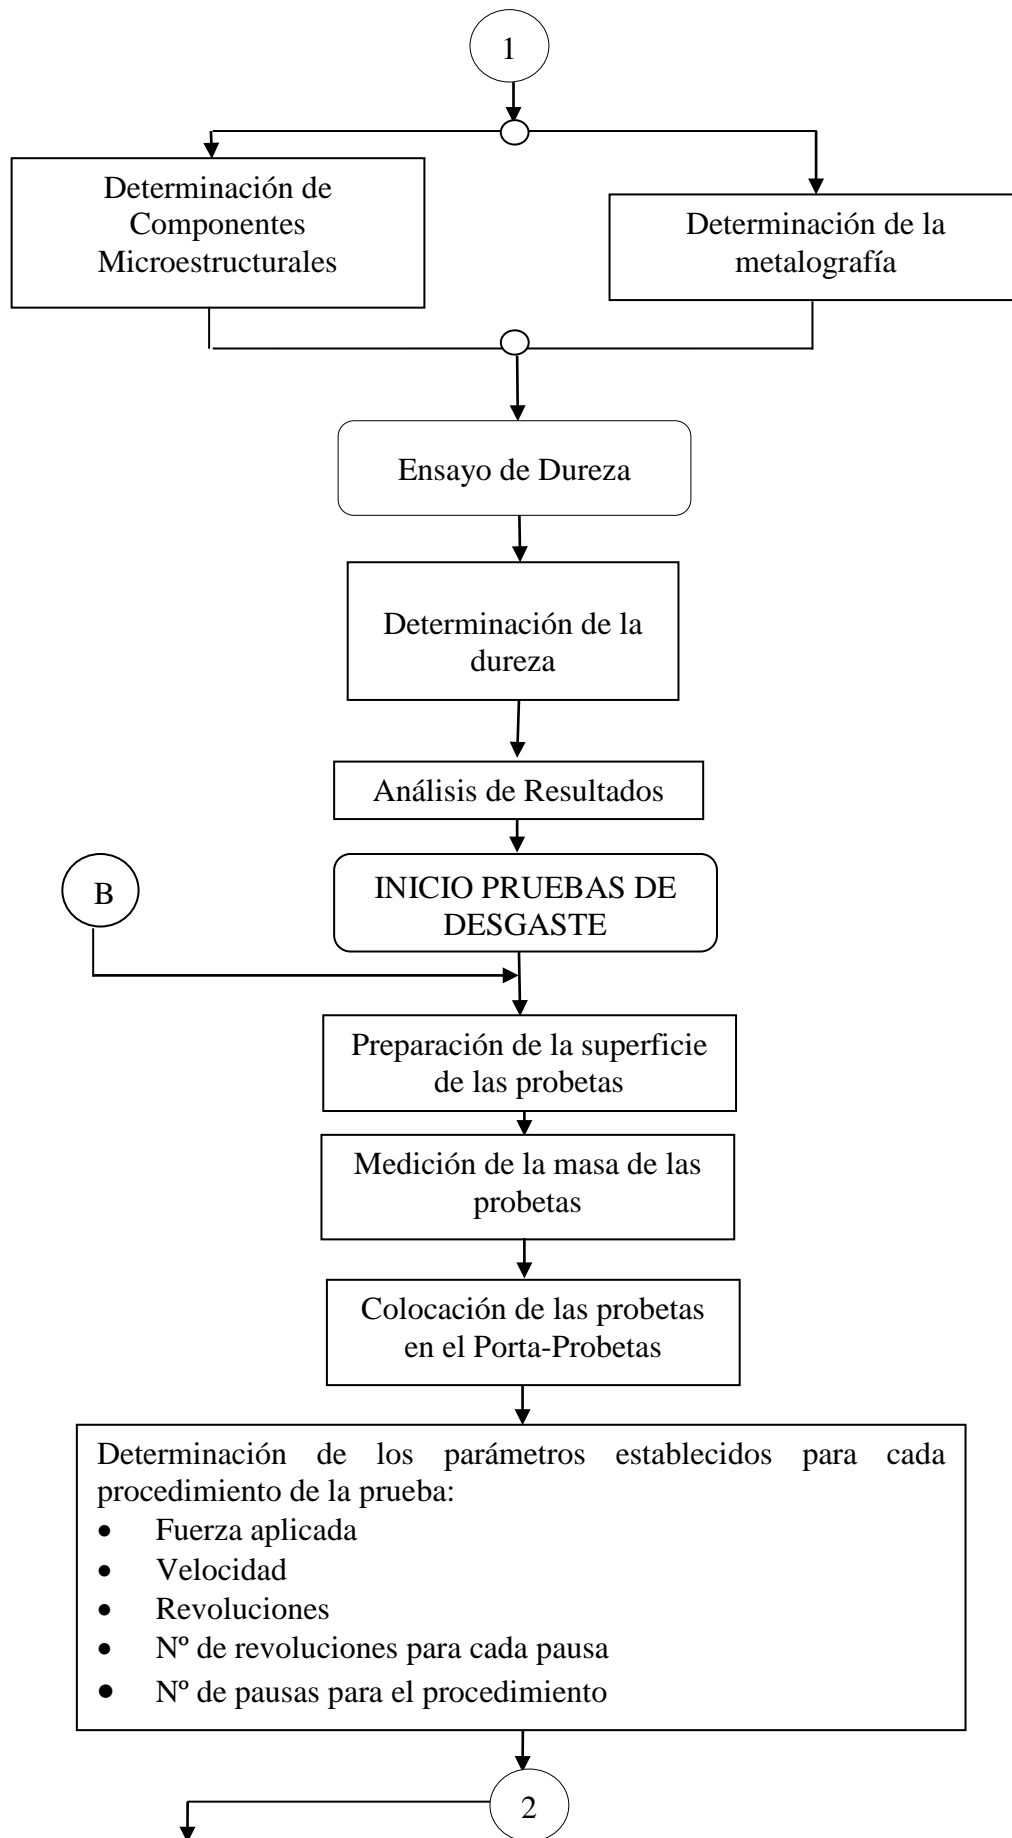 1
Determinación de
Componentes
Microestructurales
Determinación de la
metalografía
Ensayo de Dureza
Determinación de la
dureza
Análisis de Resultados
B
INICIO PRUEBAS DE
DESGASTE
Preparación de la superficie
de las probetas
Medición de la masa de las
probetas
Colocación de las probetas
en el Porta-Probetas
Determinación de los parámetros establecidos para cada
procedimiento de la prueba:
• Fuerza aplicada
• Velocidad
• Revoluciones
• Nº de revoluciones para cada pausa
• Nº de pausas para el procedimiento
2